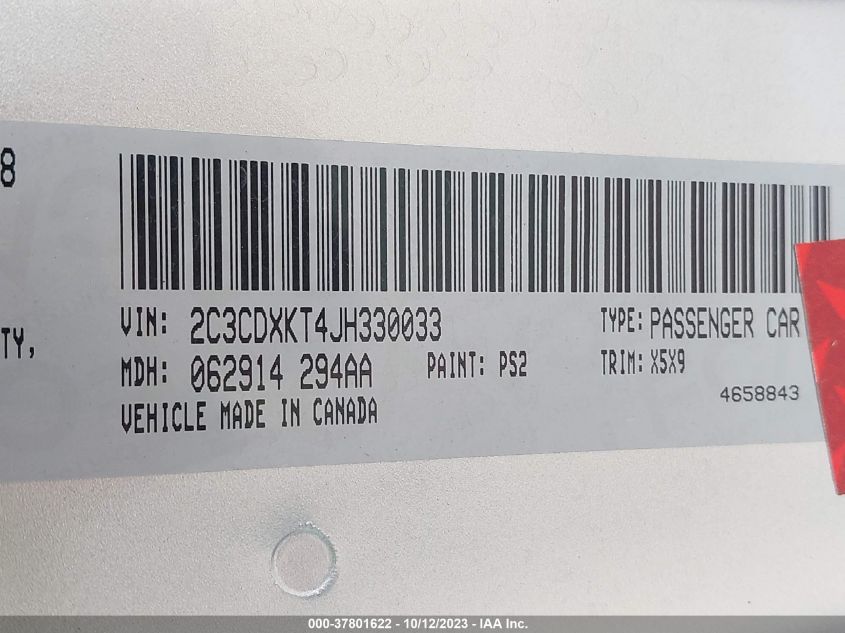 8
TY,
VIN: 2C3CDXKT4JH330033
TYPE: PASSENGER CAR
MDH: 062914 294AA
PAINT: PS2
TRIM: X5X9
VEHICLE MADE IN CANADA
4658843
000-37801622 - 10/12/2023 - IAA Inc.